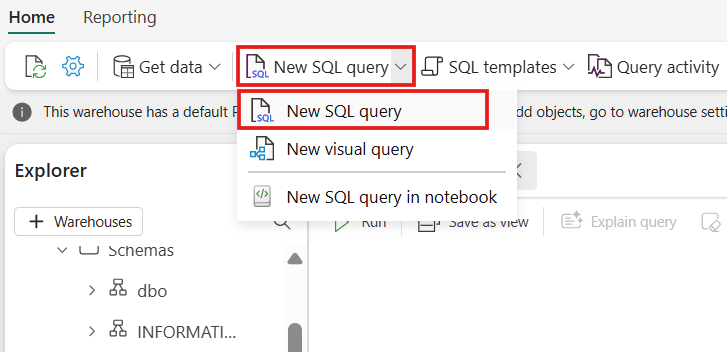 Home Reporting
Get data New SQL query SQL templates Query activity
This warehouse has a default New SQL query dd objects, go to warehouse setti
New visual query
Explorer
New SQL query in notebook
+ Warehouses Run Save as view Explain query
Schemas
dbo
INFORMATI...